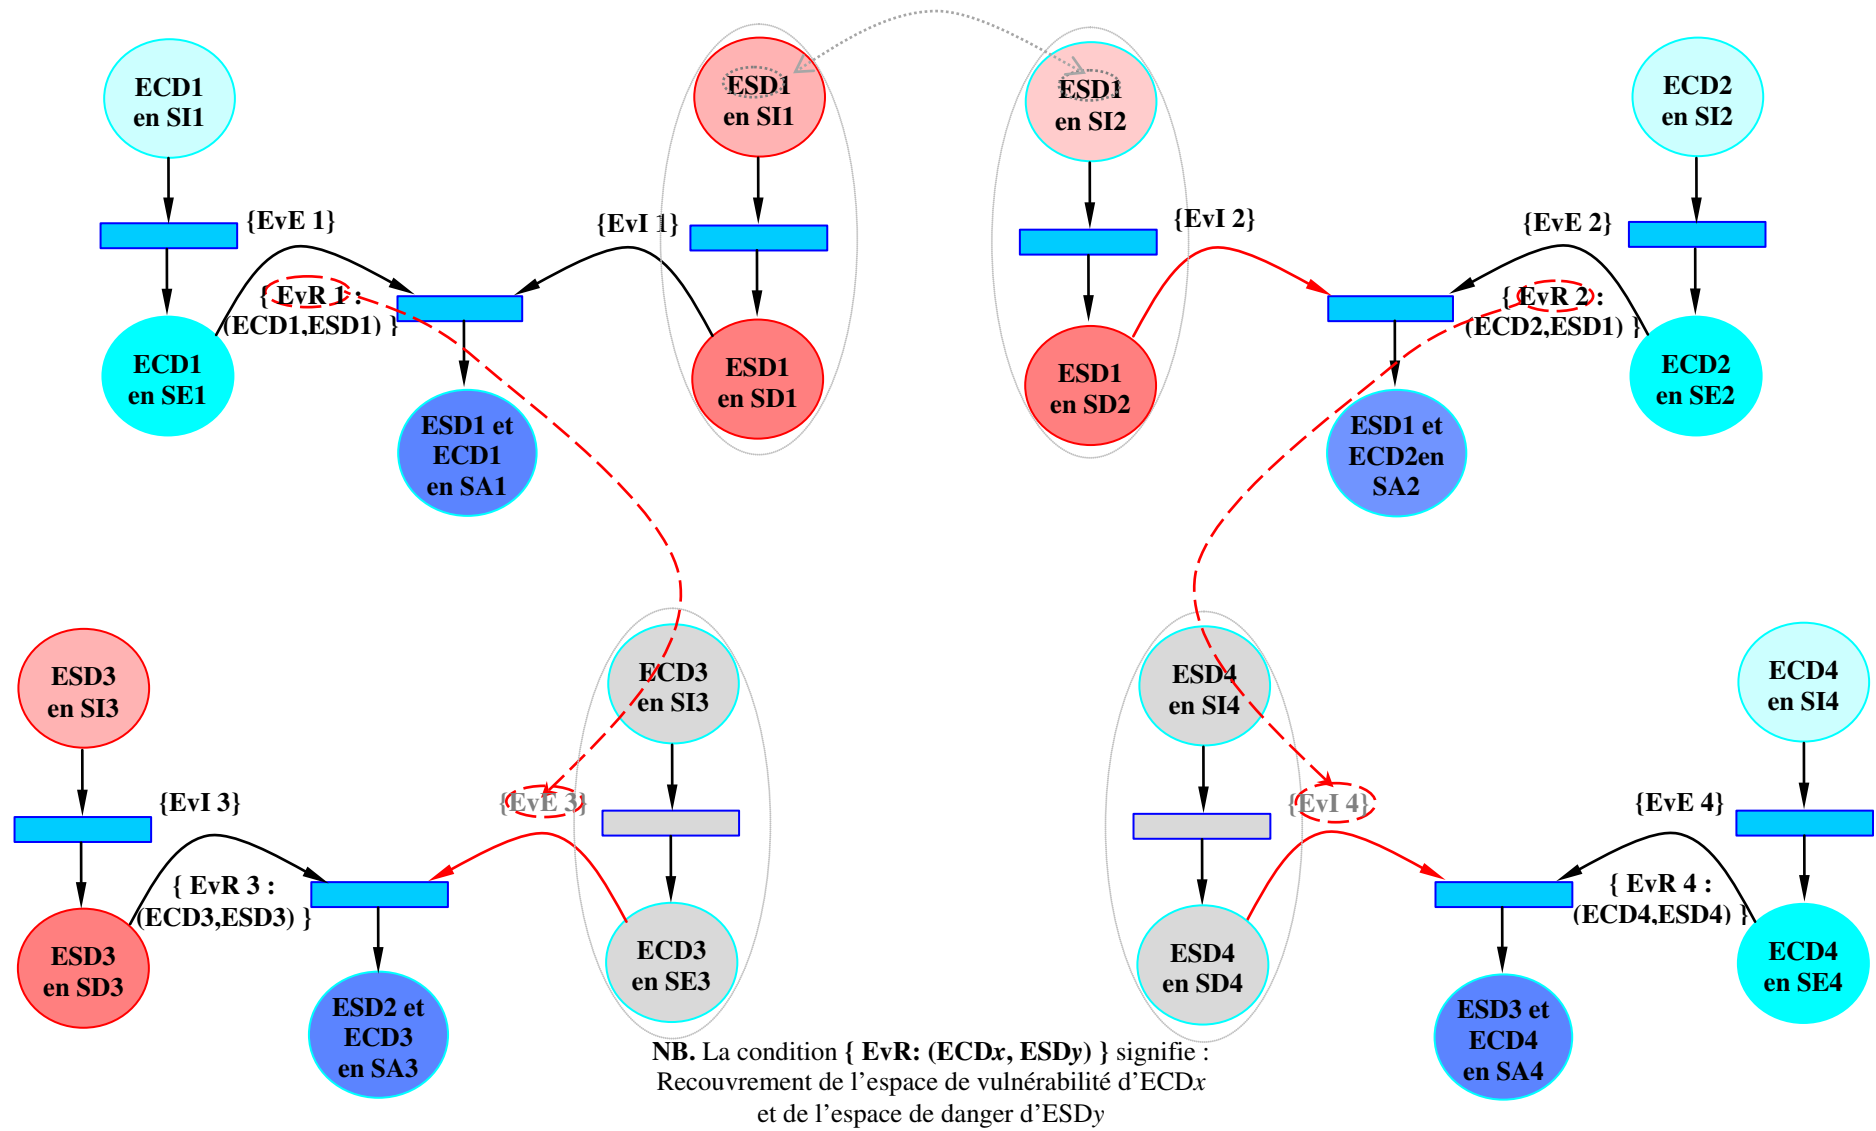 ECD1
en SI1
ESD1
en SI1
ESD1
en SI2
ECD2
en SI2
{EvE 1}
{EvI 1}
{EvI 2}
{EvE 2}
{ EvR 1 :
(ECD1,ESD1) }
{ EvR 2 :
(ECD2,ESD1) }
ECD1
en SE1
ESD1
en SD1
ESD1
en SD2
ECD2
en SE2
ESD1 et
ECD1
en SA1
ESD1 et
ECD2en
SA2
ESD3
en SI3
ECD3
en SI3
ESD4
en SI4
ECD4
en SI4
{EvI 3}
{EvE 3}
{EvI 4}
{EvE 4}
{ EvR 3 :
(ECD3,ESD3) }
{ EvR 4 :
(ECD4,ESD4) }
ESD3
en SD3
ECD3
en SE3
ESD4
en SD4
ECD4
en SE4
ESD2 et
ECD3
en SA3
ESD3 et
ECD4
en SA4
NB. La condition { EvR: (ECDx, ESDy) } signifie :
Recouvrement de l’espace de vulnérabilité d’ECDx
et de l’espace de danger d’ESDy